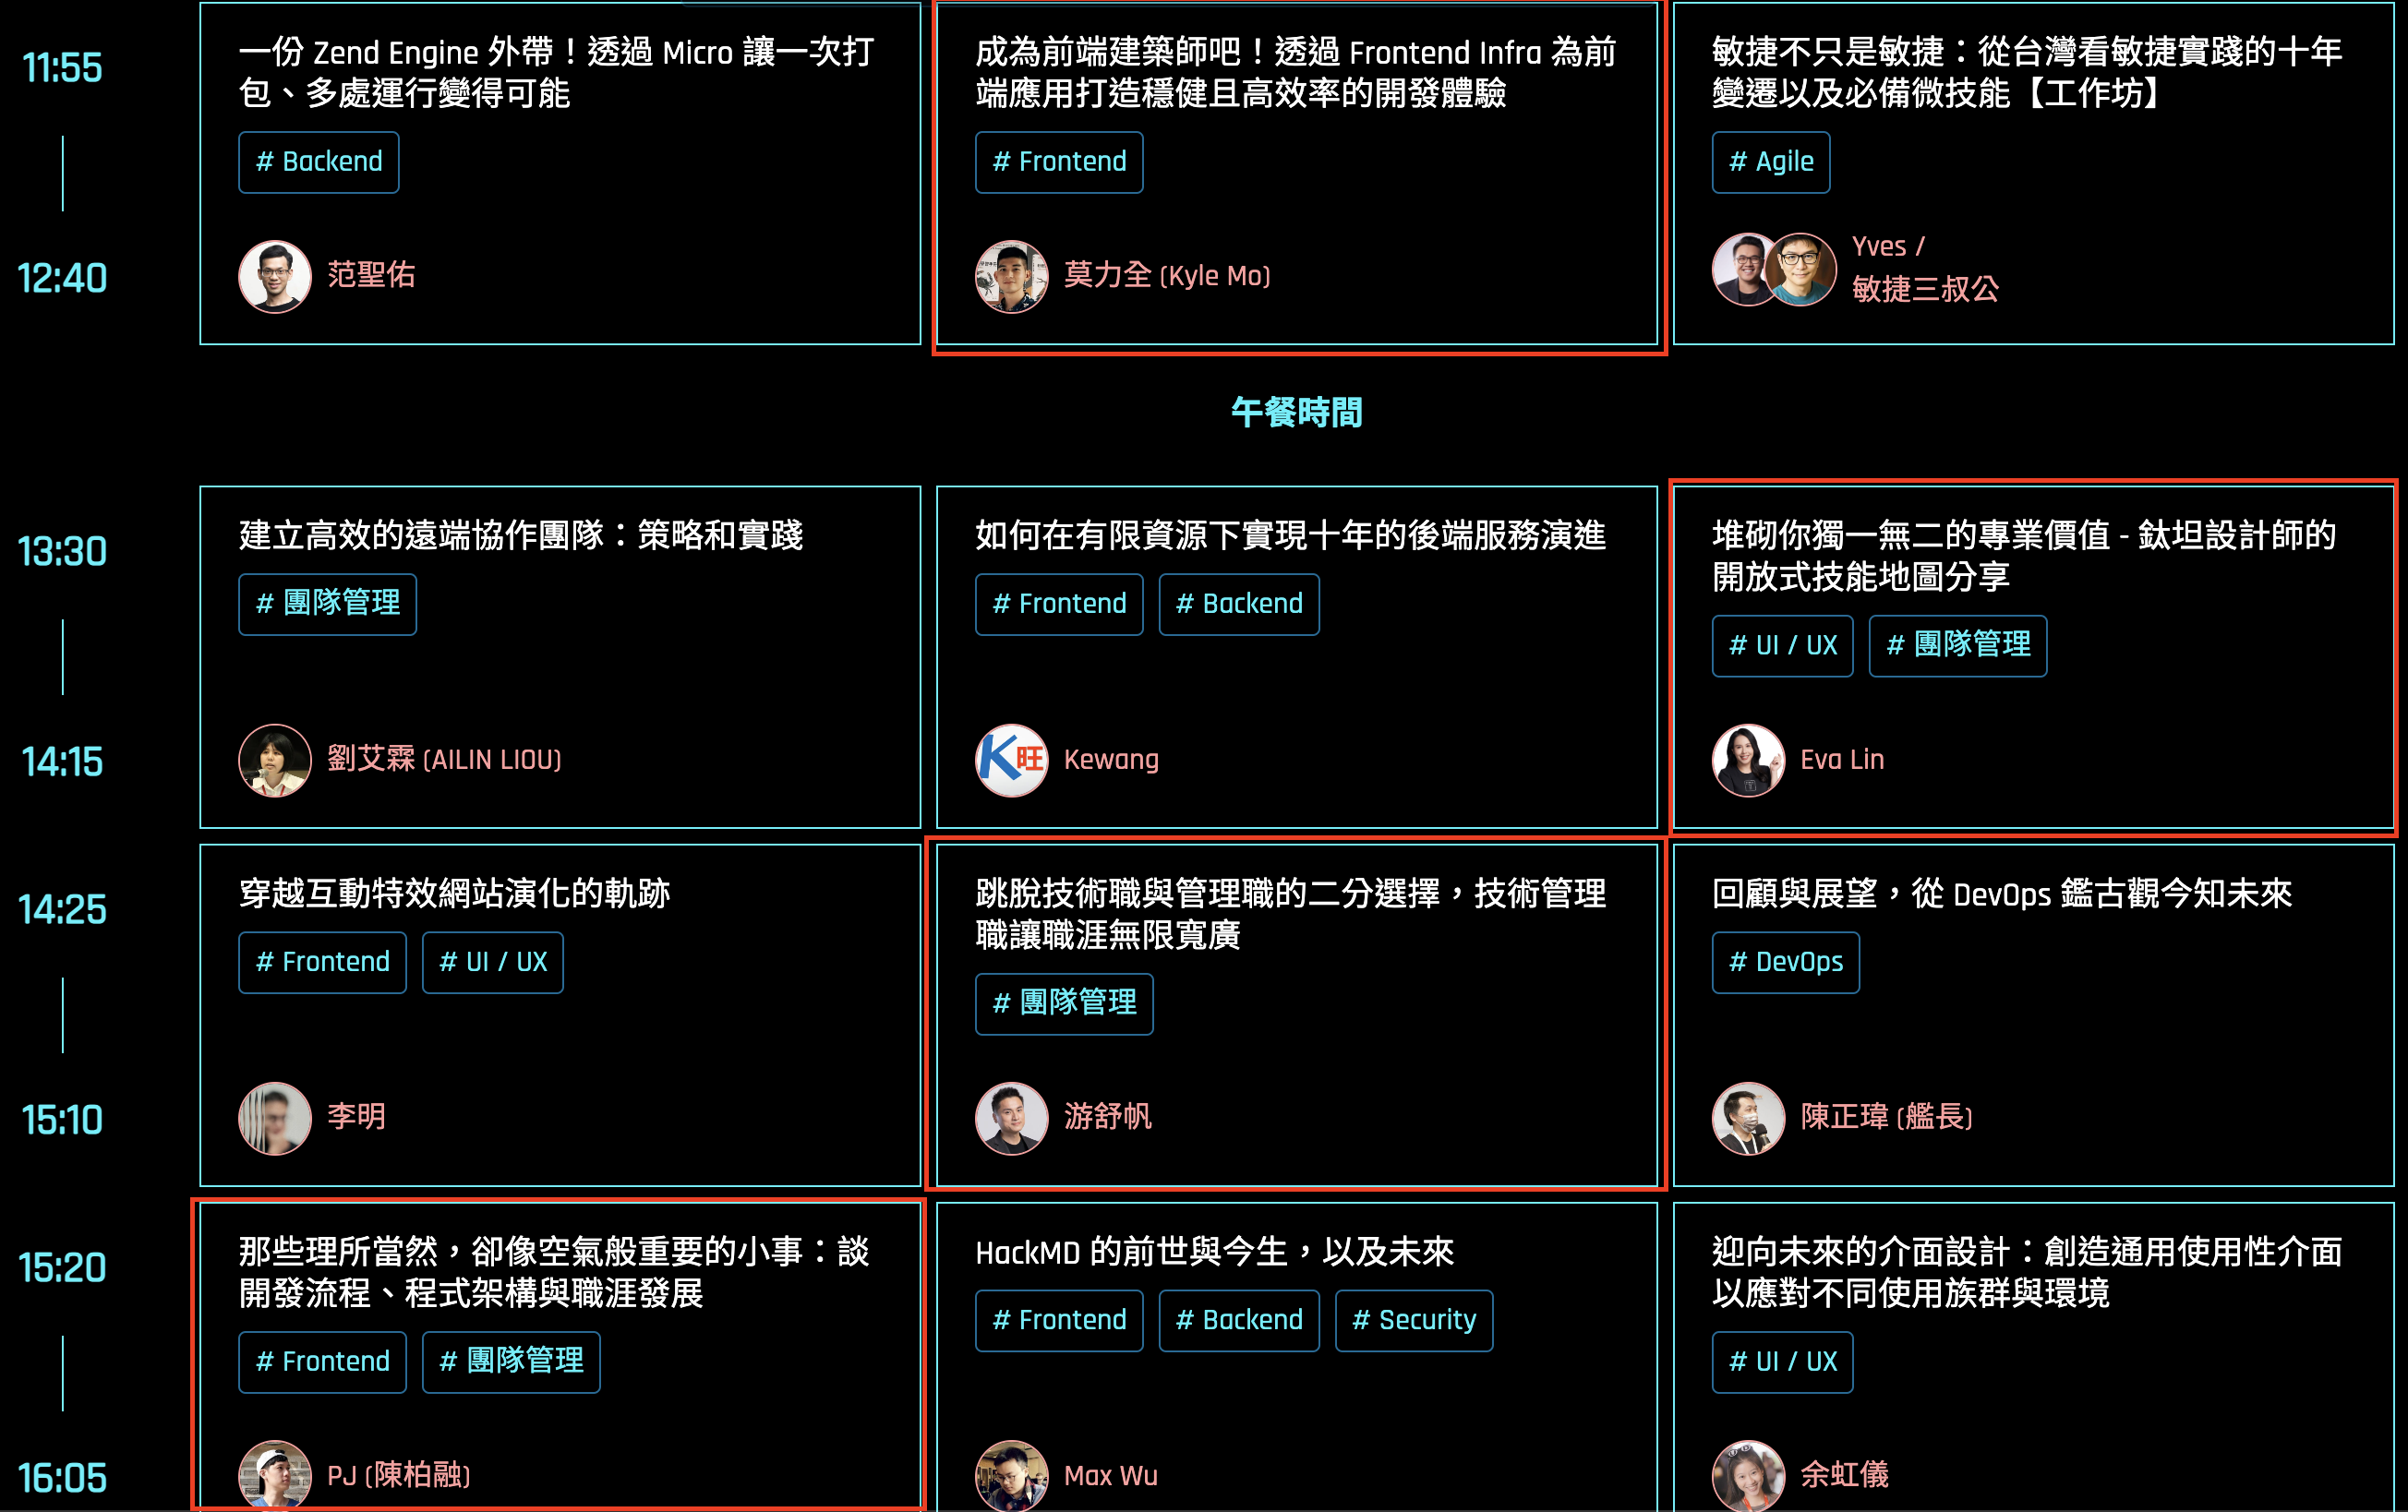 11:55
12:40
一份 Zend Engine 外帶！透過 Micro 讓一次打
包、多處運行變得可能
# Backend
范聖佑
成為前端建築師吧！透過 Frontend Infra 為前
端應用打造穩健且高效率的開發體驗
# Frontend
莫力全 (Kyle Mo)
敏捷不只是敏捷：從台灣看敏捷實踐的十年
變遷以及必備微技能【工作坊】
# Agile
Yves /
敏捷三叔公
午餐時間
13:30
14:15
建立高效的遠端協作團隊：策略和實踐
# 團隊管理
劉艾霖 (AILIN LIOU)
如何在有限資源下實現十年的後端服務演進
# Frontend # Backend
K旺
Kewang
堆砌你獨一無二的專業價值 - 鈦坦設計師的
開放式技能地圖分享
# UI / UX # 團隊管理
Eva Lin
14:25
15:10
穿越互動特效網站演化的軌跡
# Frontend # UI / UX
李明
跳脫技術職與管理職的二分選擇，技術管理
職讓職涯無限寬廣
# 團隊管理
游舒帆
回顧與展望，從 DevOps 鑑古觀今知未來
# DevOps
陳正瑋 (艦長)
15:20
16:05
那些理所當然，卻像空氣般重要的小事：談
開發流程、程式架構與職涯發展
# Frontend # 團隊管理
PJ (陳柏融)
HackMD 的前世與今生，以及未來
# Frontend # Backend # Security
Max Wu
迎向未來的介面設計：創造通用使用性介面
以應對不同使用族群與環境
# UI / UX
余虹儀